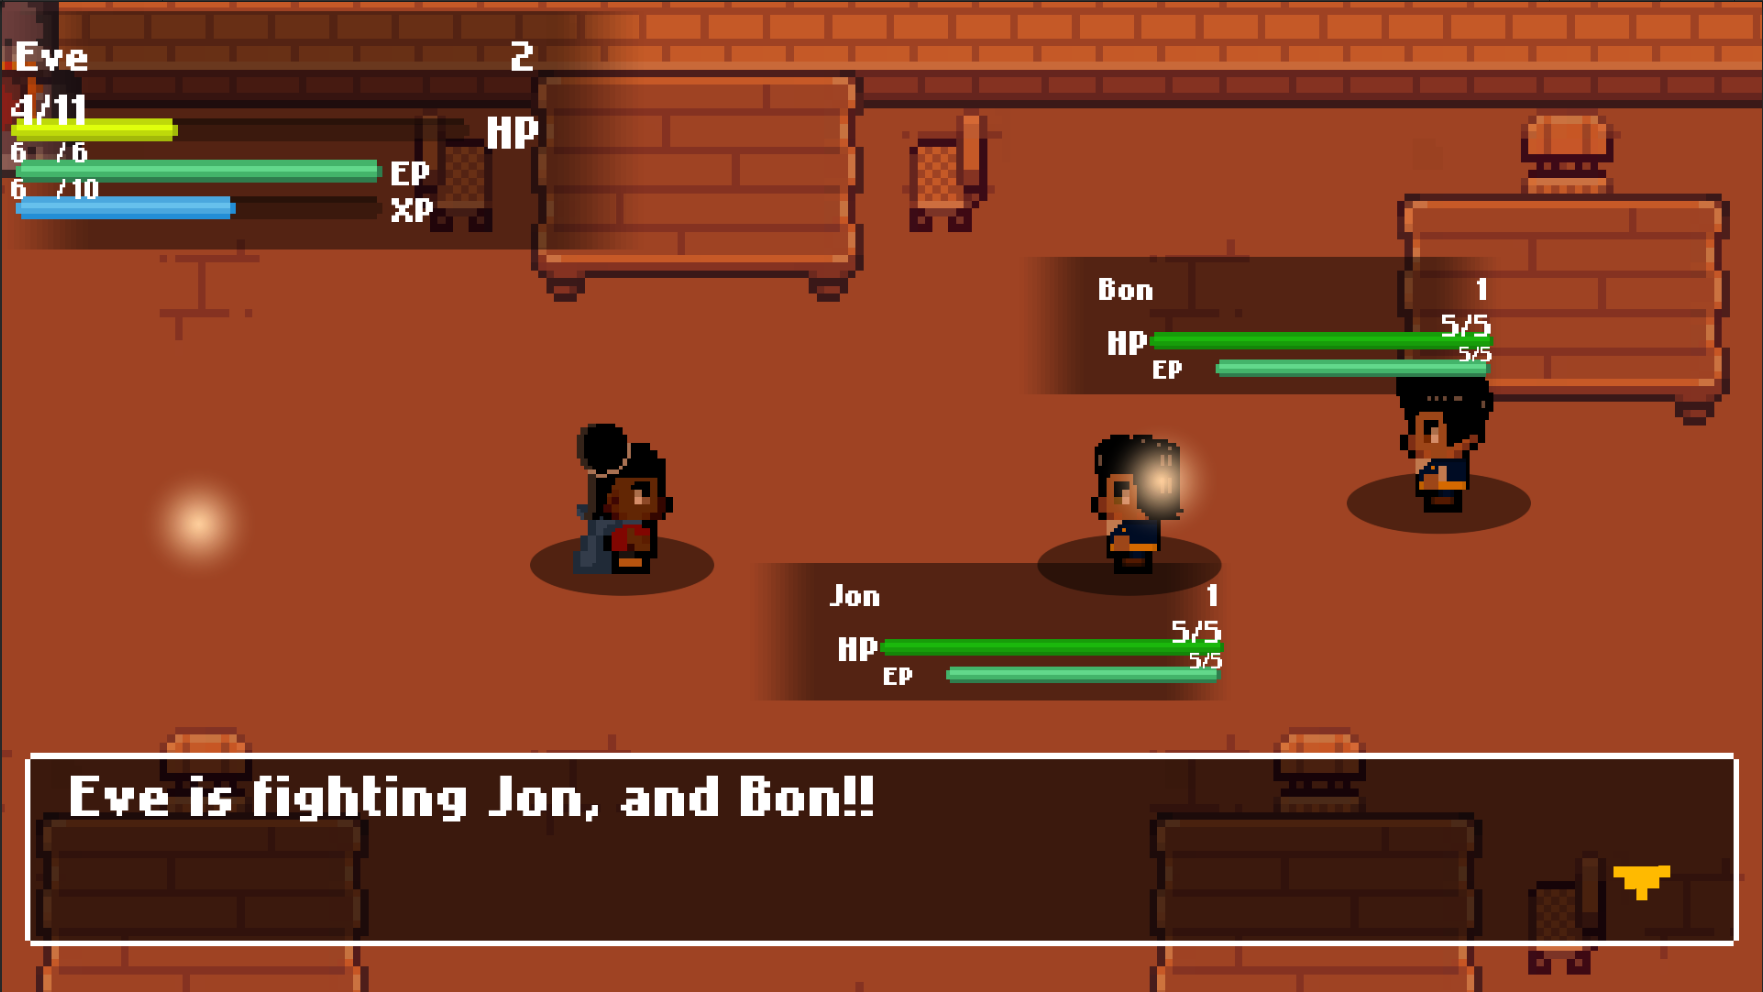 Eve 2
4/11 HP
6 /6 EP
6 /10 XP
Bon 1
5/5
HP
5/5
EP
Jon 1
5/5
HP
5/5
EP
Eve is fighting Jon, and Bon!!